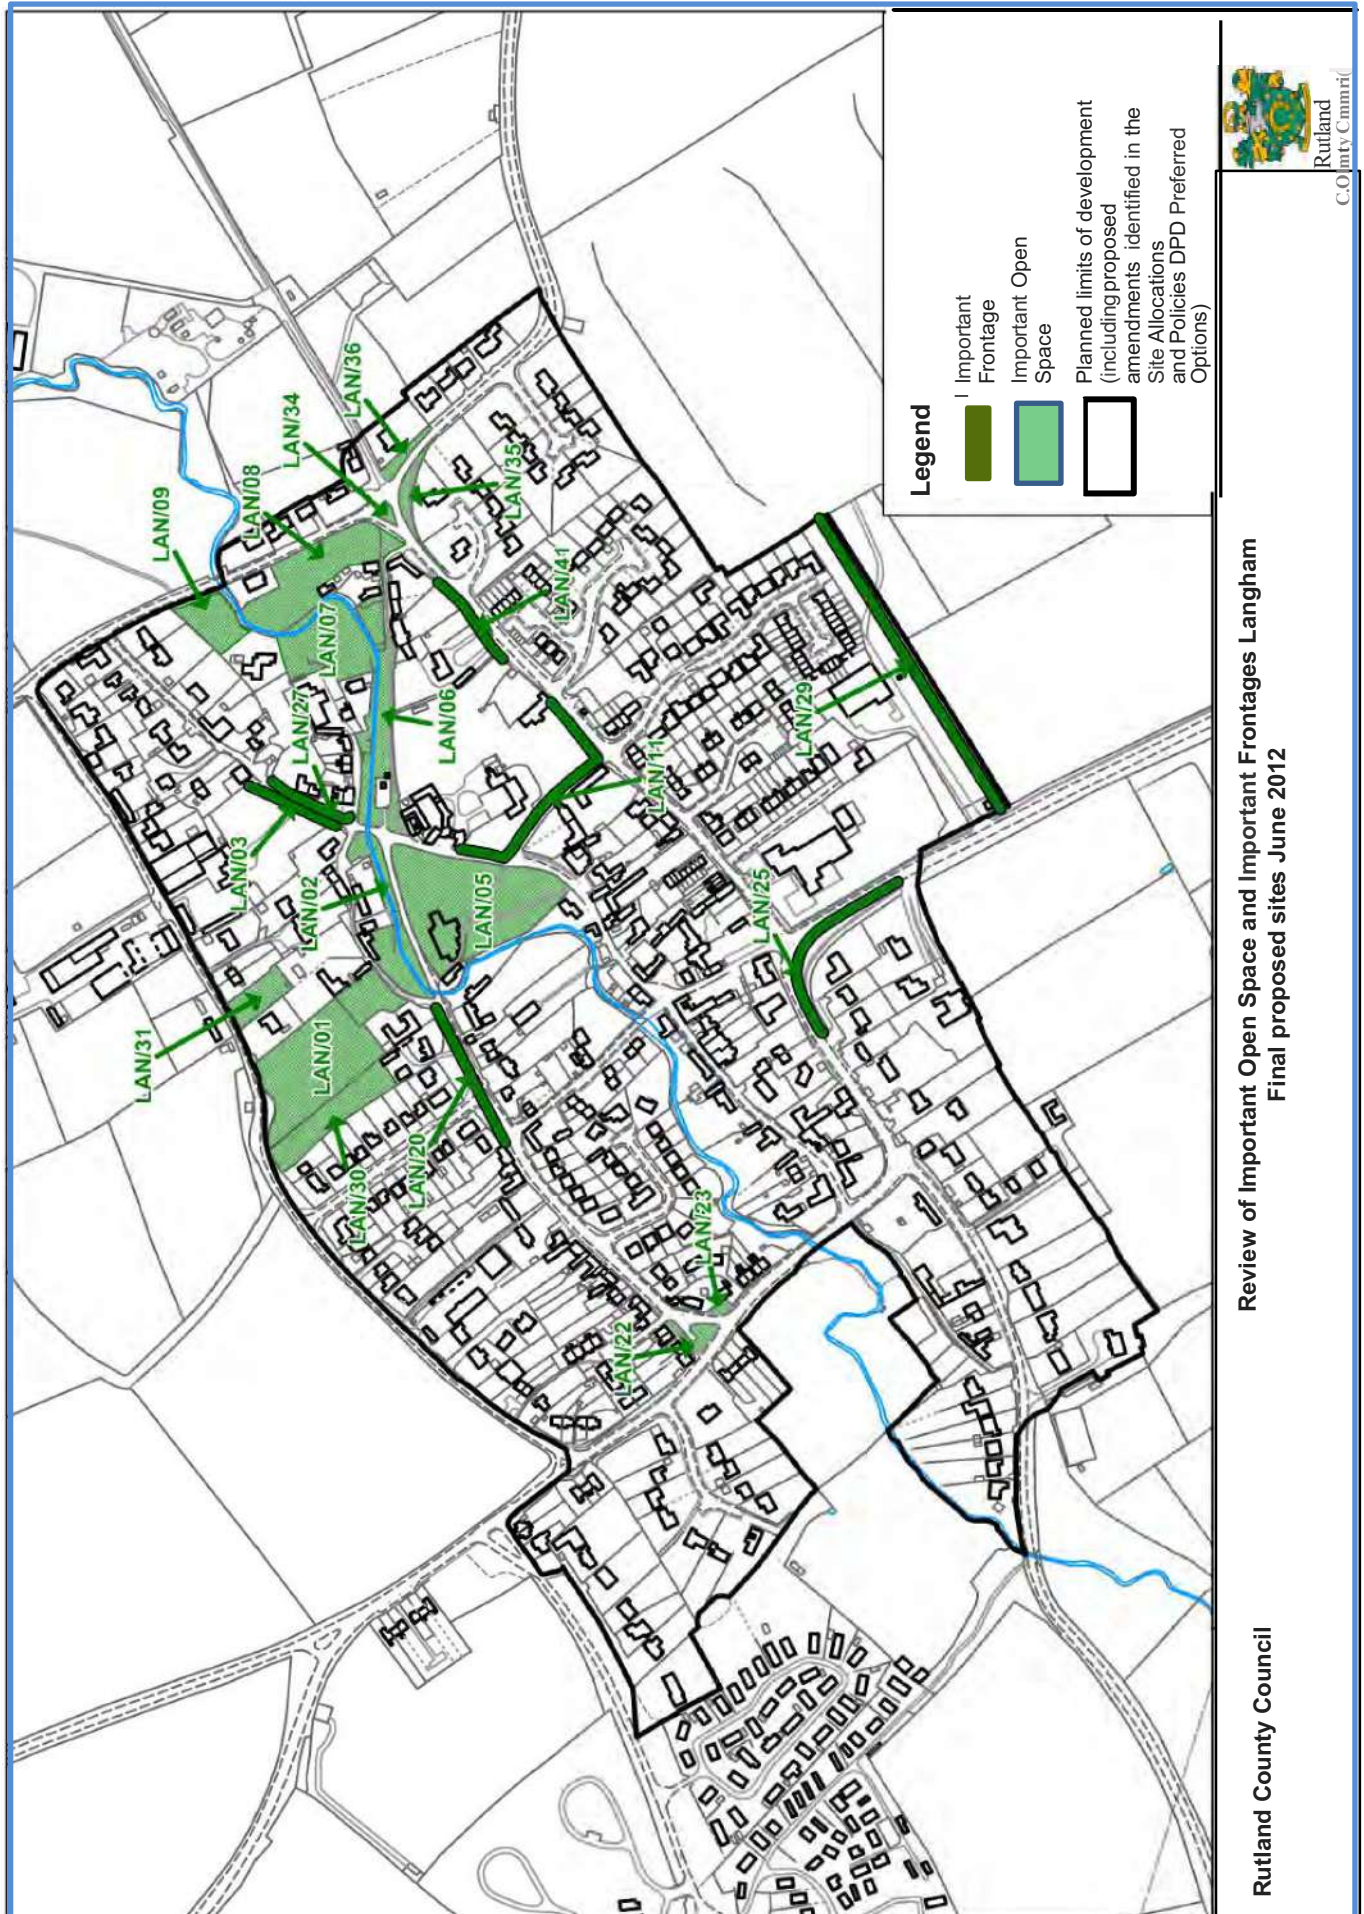 LAN/09
LAN/08
LAN/34
LAN/36
LAN/35
LAN/07
LAN/27
LAN/41
LAN/06
LAN/03
LAN/02
LAN/11
LAN/29
LAN/05
LAN/25
LAN/31
LAN/01
LAN/30
LAN/20
LAN/23
LAN/22
Legend
Important
Frontage
Important Open
Space
Planned limits of development
(includingproposed
amendments identified in the
Site Allocations
and Policies DPD Preferred
Options)
Rutland County Council
Review of Important Open Space and Important Frontages Langham
Final proposed sites June 2012
Rutland